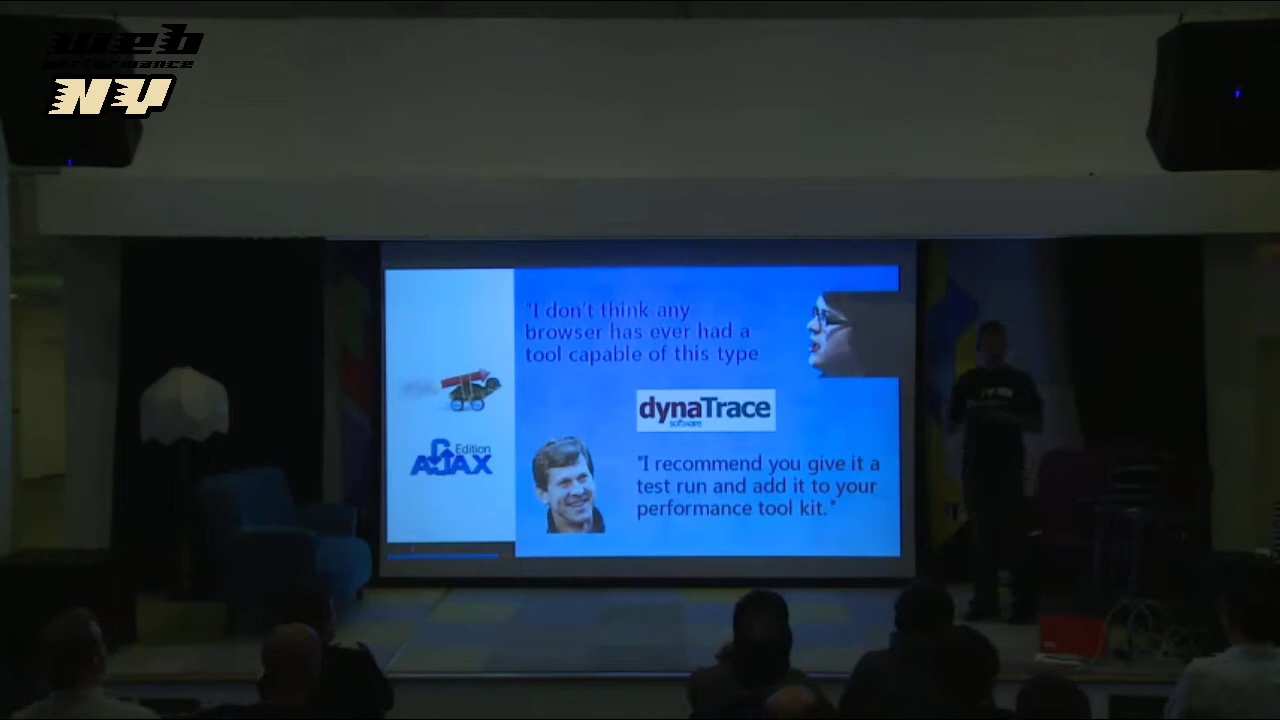 web
performance
NY
"I don't think any
browser has ever had a
tool capable of this type
dynaTrace
software
Edition
AJAX
"I recommend you give it a
test run and add it to your
performance tool kit."